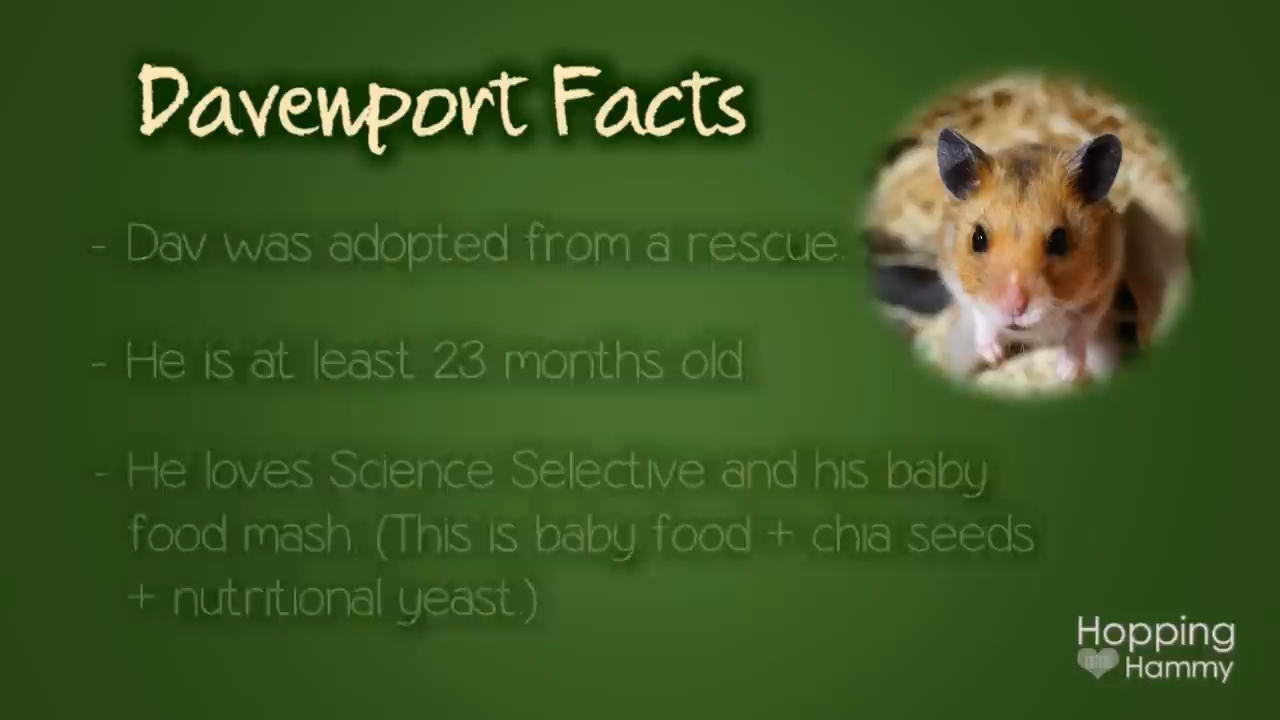 Davenport Facts
- Dav was adopted from a rescue.
- He is at least 23 months old.
- He loves Science Selective and his baby
food mash. (This is baby food + chia seeds
+ nutritional yeast.)
Hopping
Hammy